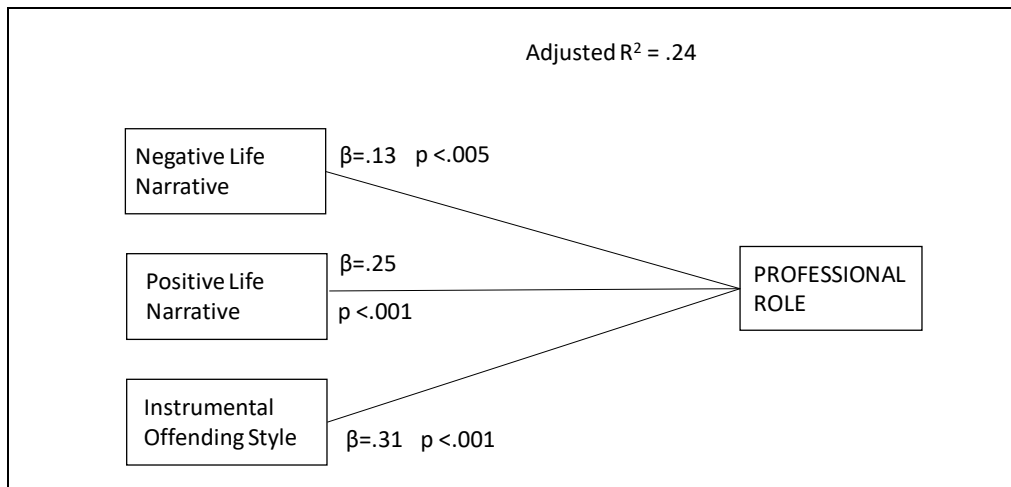 Adjusted R² = .24
Negative Life
Narrative
β=.13 p <.005
Positive Life
Narrative
β=.25
p <.001
PROFESSIONAL
ROLE
Instrumental
Offending Style
β=.31 p <.001